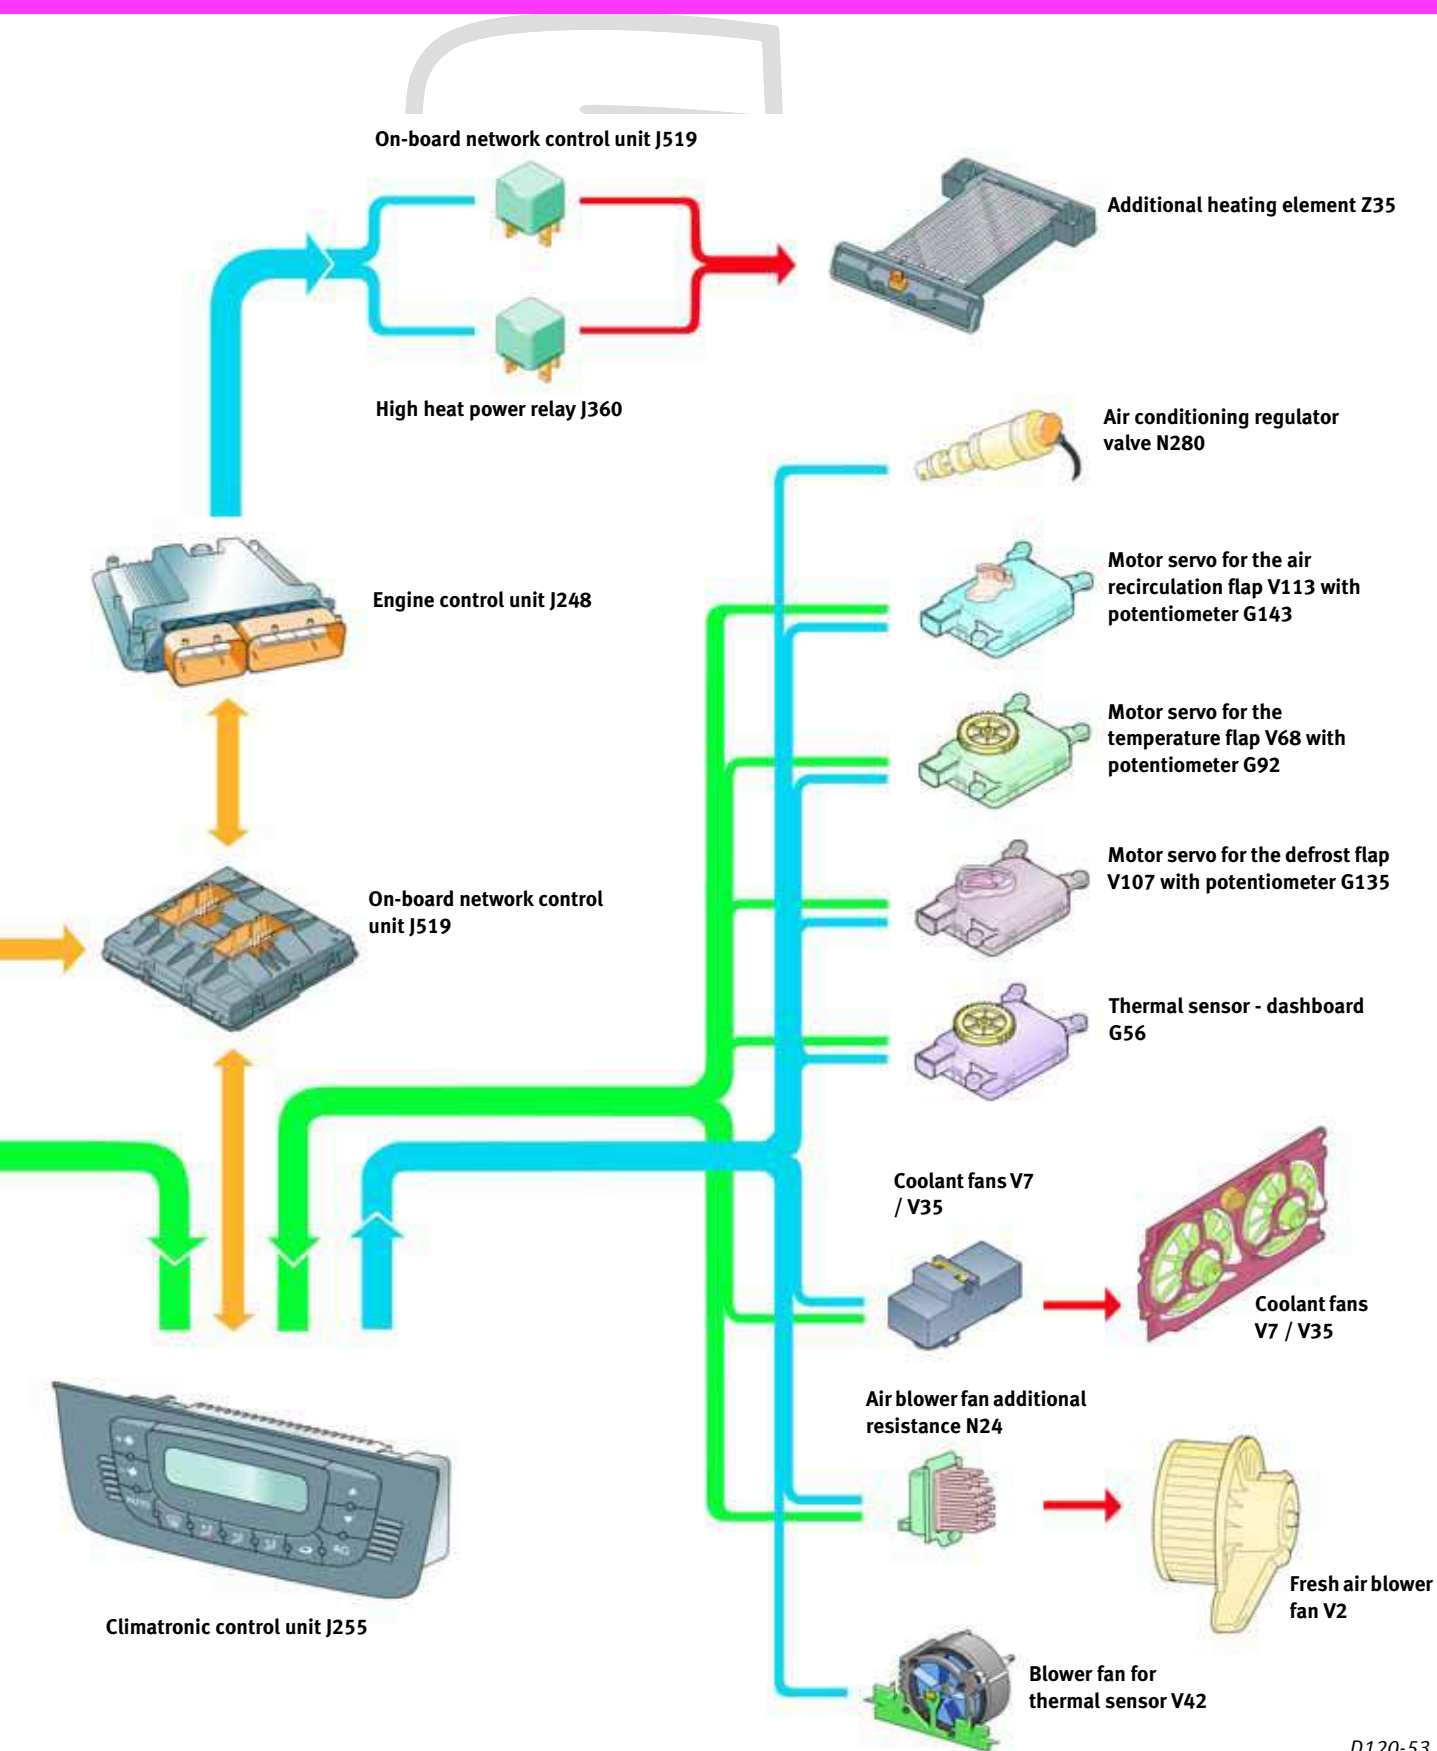 On-board network control unit J519
Additional heating element Z35
High heat power relay J360
Air conditioning regulator
valve N280
Engine control unit J248
Motor servo for the air
recirculation flap V113 with
potentiometer G143
Motor servo for the
temperature flap V68 with
potentiometer G92
Motor servo for the defrost flap
V107 with potentiometer G135
On-board network control
unit J519
Thermal sensor - dashboard
G56
Coolant fans V7
/ V35
Coolant fans
V7 / V35
Air blower fan additional
resistance N24
Fresh air blower
fan V2
Climatronic control unit J255
Blower fan for
thermal sensor V42
D120-53